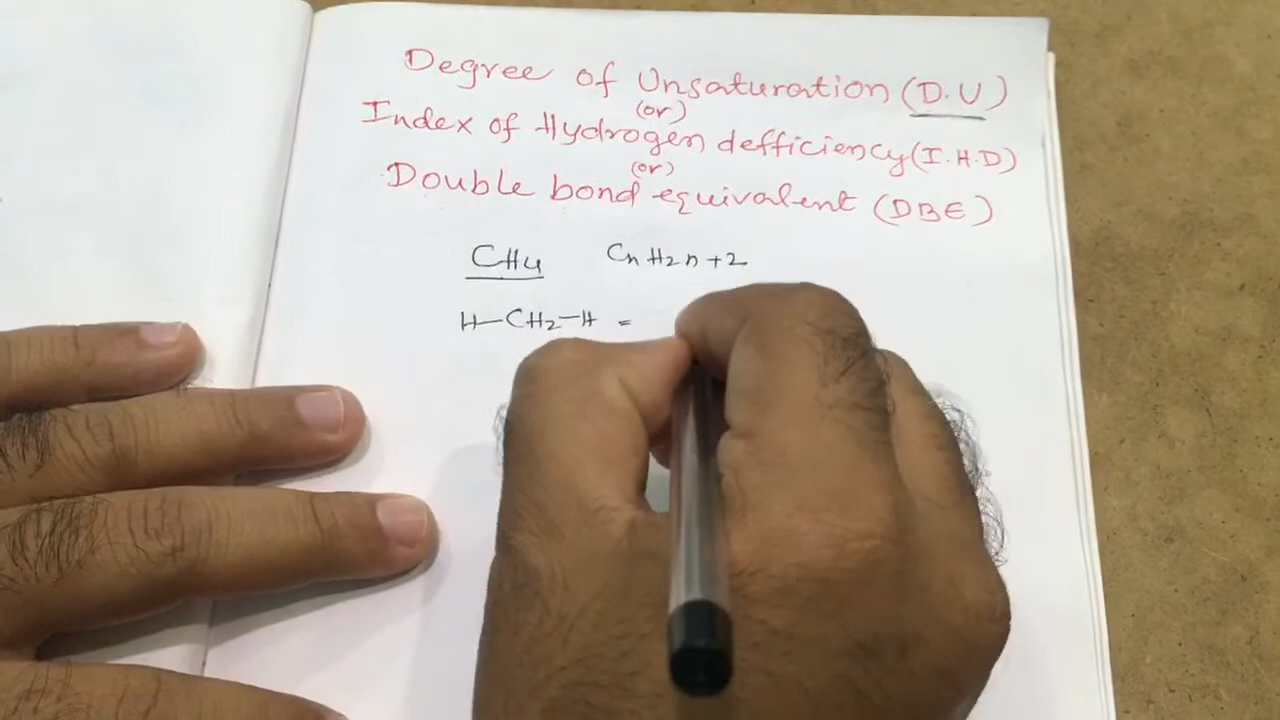 Degree of Unsaturation (D.U)
(or)
Index of Hydrogen defficiency (I.H.D)
(or)
Double bond equivalent (DBE)
CH4 CnH2n+2
H-CH2-H =